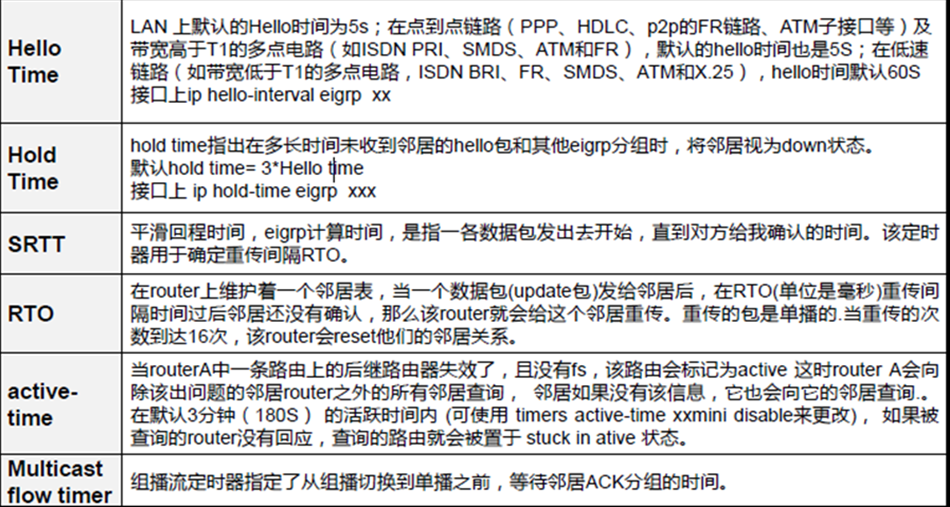 Hello
Time
LAN 上默认的Hello时间为5s；在点到点链路（PPP、HDLC、p2p的FR链路、ATM子接口等）及
带宽高于T1的多点电路（如ISDN PRI、SMDS、ATM和FR），默认的hello时间也是5S；在低速
链路（如带宽低于T1的多点电路，ISDN BRI、FR、SMDS、ATM和X.25），hello时间默认60S
接口上ip hello-interval eigrp xx
Hold
Time
hold time指出在多长时间未收到邻居的hello包和其他eigrp分组时，将邻居视为down状态。
默认hold time= 3*Hello time
接口上 ip hold-time eigrp xxx
SRTT
平滑回程时间，eigrp计算时间，是指一各数据包发出去开始，直到对方给我确认的时间。该定时
器用于确定重传间隔RTO。
RTO
在router上维护着一个邻居表，当一个数据包(update包)发给邻居后，在RTO(单位是毫秒)重传间
隔时间过后邻居还没有确认，那么该router就会给这个邻居重传。重传的包是单播的.当重传的次
数到达16次，该router会reset他们的邻居关系。
active-
time
当routerA中一条路由上的后继路由器失效了，且没有fs，该路由会标记为active 这时router A会向
除该出问题的邻居router之外的所有邻居查询， 邻居如果没有该信息，它也会向它的邻居查询.。
在默认3分钟（180S） 的活跃时间内 (可使用 timers active-time xxmini disable来更改)， 如果被
查询的router没有回应，查询的路由就会被置于 stuck in ative 状态。
Multicast
flow timer
组播流定时器指定了从组播切换到单播之前，等待邻居ACK分组的时间。